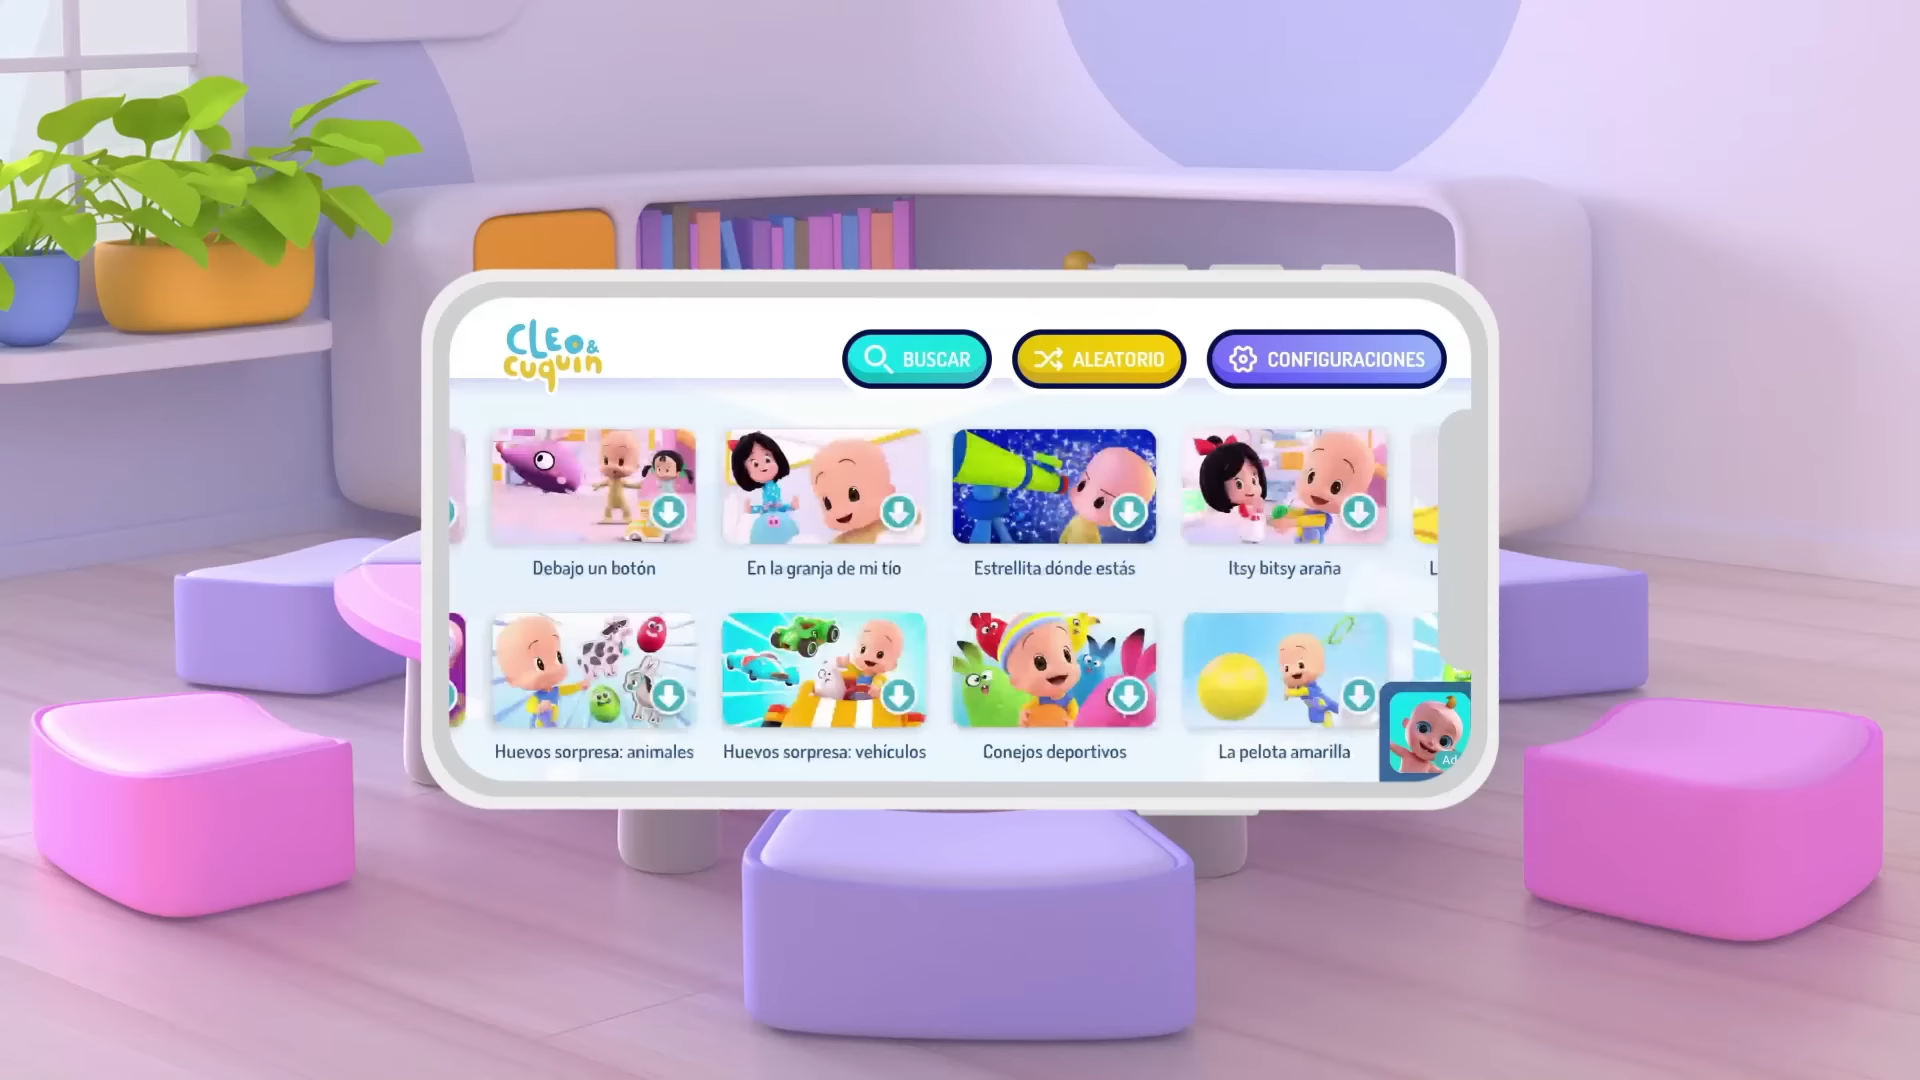 CLEO &
cuquin
BUSCAR
ALEATORIO
CONFIGURACIONES
Debajo un botón
En la granja de mi tío
Estrellita dónde estás
Itsy bitsy araña
L
Huevos sorpresa: animales
Huevos sorpresa: vehículos
Conejos deportivos
La pelota amarilla
Ad